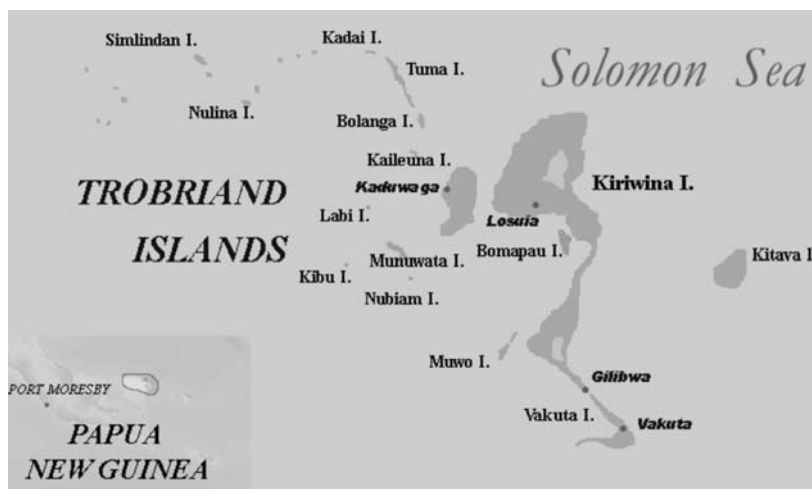 Simlindan I.
Kadai I.
Solomon Sea
Tuma I.
Nulina I.
Bolanga I.
Kaileuna I.
TROBRIAND
ISLANDS
Kaduwaga
Kiriwina I.
Labi I.
Losuia
Munuwata I.
Bomapau I.
Kitava I
Kibu I.
Nubiam I.
Muwo I.
Gilibwa
PORT MORESBY
Vakuta I.
Vakuta
PAPUA
NEW GUINEA